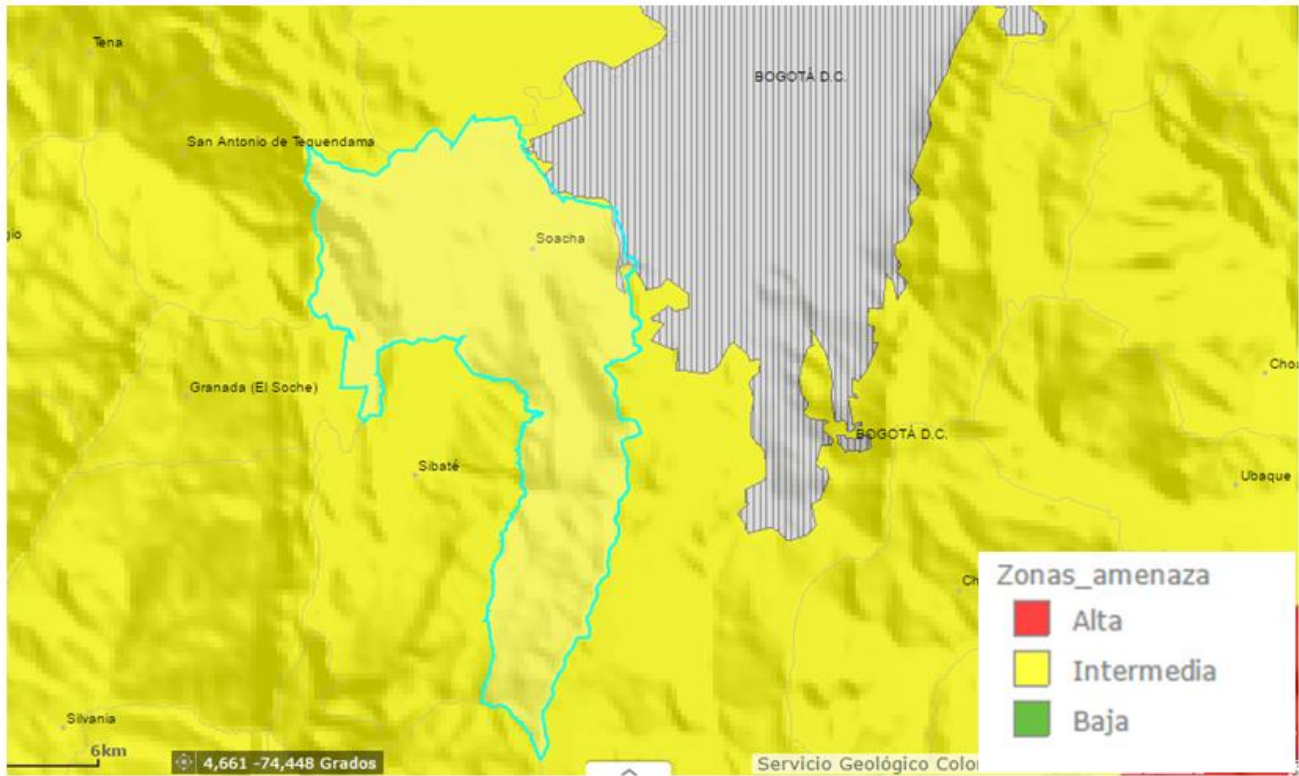 Tena
BOGOTÁ D.C.
San Antonio de Tequendama
gio
Soacha
Granada (El Soche)
BOGOTÁ D.C.
Sibaté
Ubaque
Silvania
6km
4,661 -74,448 Grados
Servicio Geológico Colo
Zonas_amenaza
Alta
Intermedia
Baja